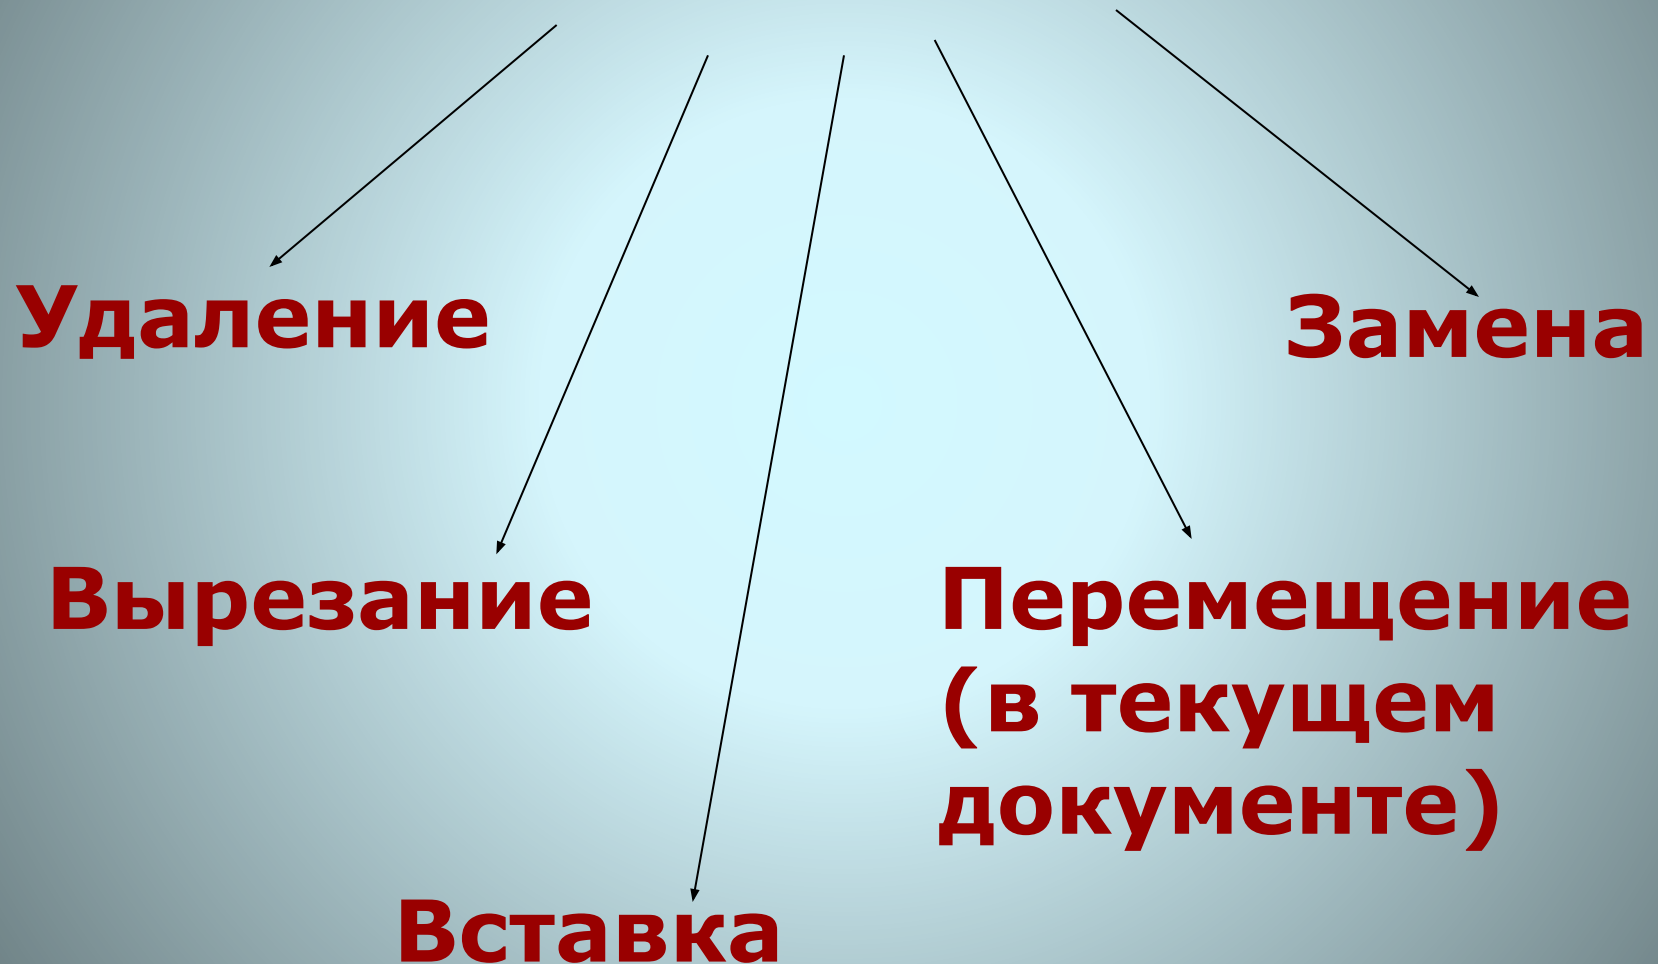 Удаление
Замена
Вырезание
Перемещение
(в текущем
документе)
Вставка